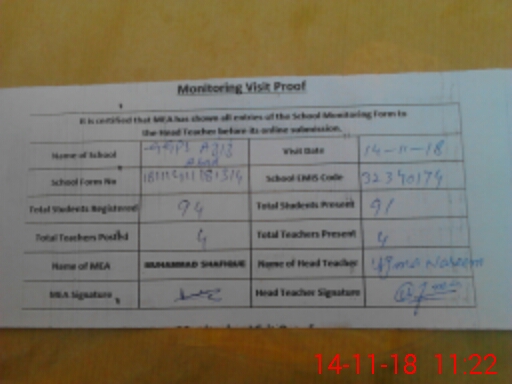 Monitoring Visit Proof
It is certified that MEA has shown all entries of the School Monitoring Form to
the Head Teacher before its online submission.
Name of School Visit Date 14-11-18
School Form No School EMIS Code 32340174
Total Students Registered 94 Total Students Present 91
Total Teachers Posted 4 Total Teachers Present 4
Name of MEA MUHAMMAD SHAFIQUE Name of Head Teacher Uzma Naseem
MEA Signature Head Teacher Signature
14-11-18 11:22